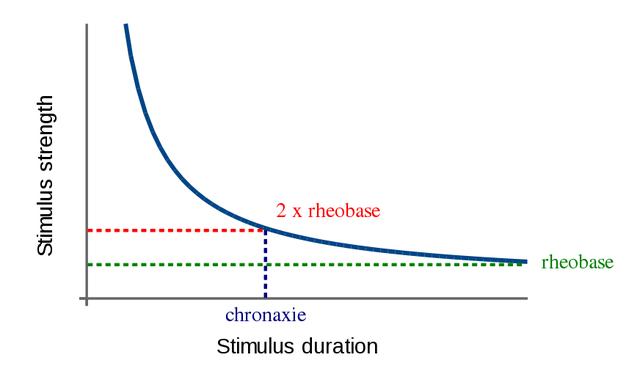 Stimulus strength
2 x rheobase
rheobase
chronaxie
Stimulus duration